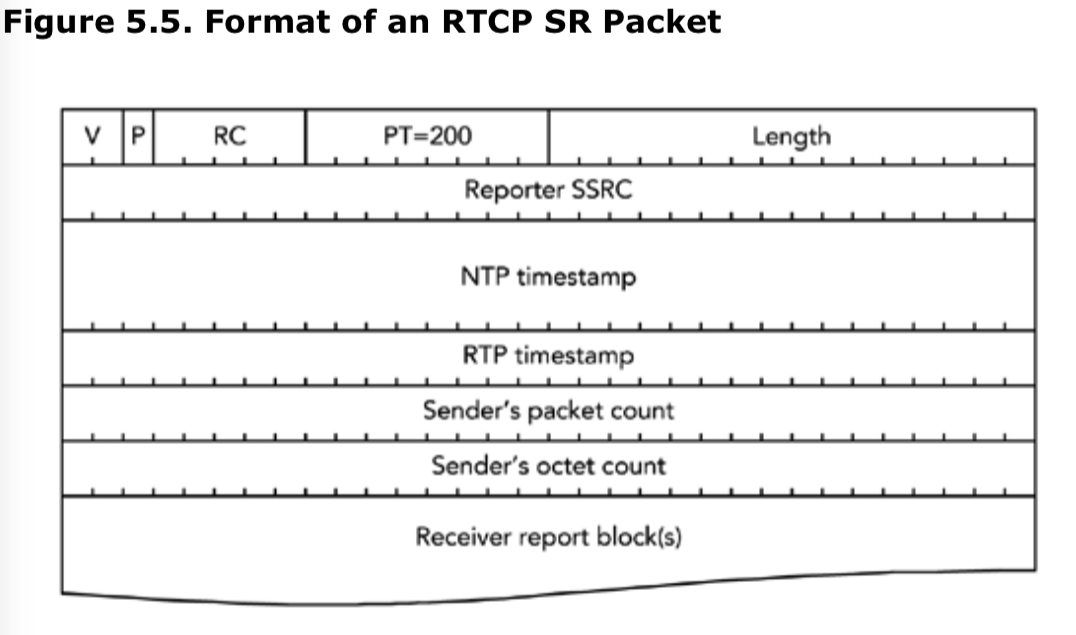 Figure 5.5. Format of an RTCP SR Packet
V P RC PT=200 Length
Reporter SSRC
NTP timestamp
RTP timestamp
Sender's packet count
Sender's octet count
Receiver report block(s)